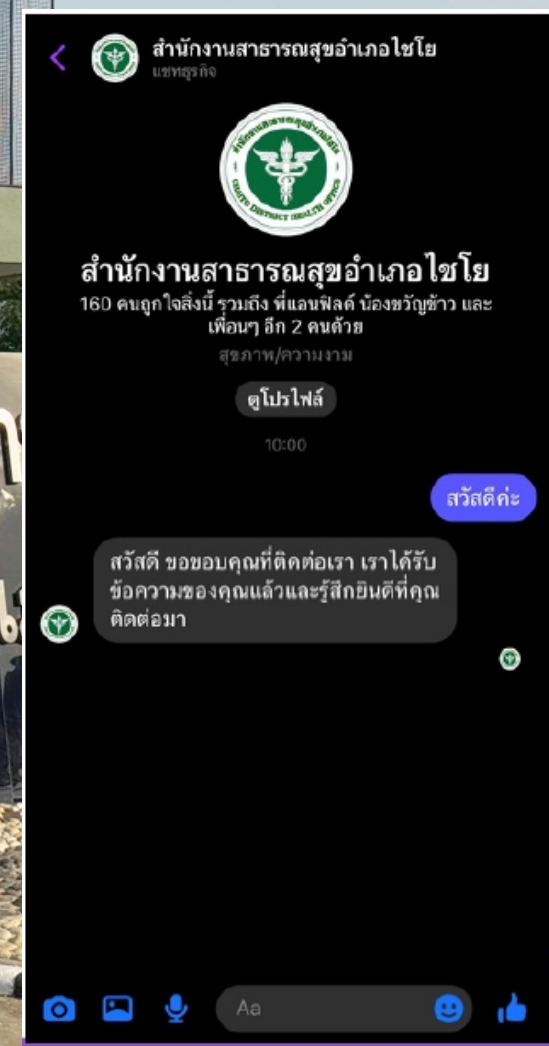 สำนักงานสาธารณสุขอำเภอไชโย
แชทธุรกิจ
CHAIYO DISTRICT HEALTH OFFICE
สำนักงานสาธารณสุขอำเภอไชโย
160 คนถูกใจสิ่งนี้ รวมถึง ที่แอนฟิลด์ น้องขวัญข้าว และ
เพื่อนๆ อีก 2 คนด้วย
สุขภาพ/ความงาม
ดูโปรไฟล์
10:00
สวัสดีค่ะ
สวัสดี ขอขอบคุณที่ติดต่อเรา เราได้รับ
ข้อความของคุณแล้วและรู้สึกยินดีที่คุณ
ติดต่อมา
Aa